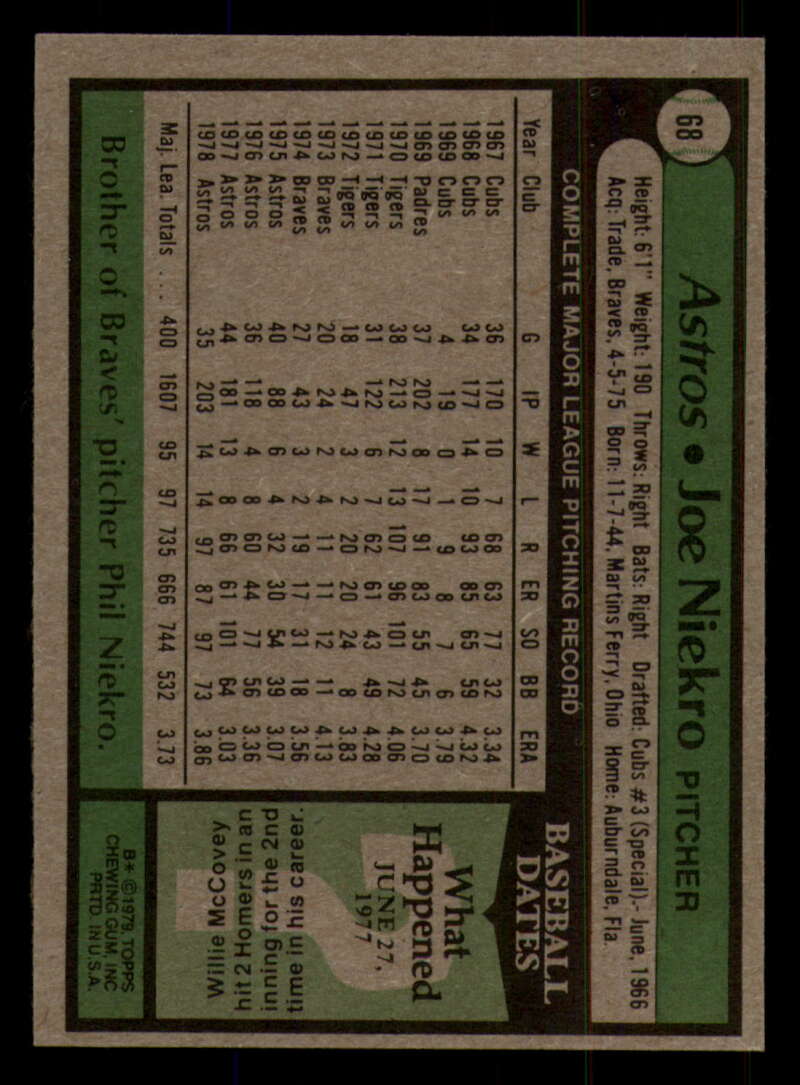 68
Astros • Joe Niekro PITCHER
Height: 6'1" Weight: 190 Throws: Right Bats: Right Drafted: Cubs #3 (Special).- June, 1966
Acq: Trade, Braves, 4-5-75 Born: 11-7-44, Martins Ferry, Ohio Home: Auburndale, Fla.
COMPLETE MAJOR LEAGUE PITCHING RECORD
Year Club G IP W L R ER SO BB ERA
1967 Cubs 36 170 10 7 68 63 77 32 3.34
1968 Cubs 34 177 14 10 93 85 65 59 4.32
1969 Cubs 4 19 0 1 9 8 7 6 3.79
1969 Padres 37 202 8 17 91 83 55 45 3.70
1970 Tigers 38 213 12 13 107 96 101 72 4.06
1971 Tigers 31 122 6 7 62 61 43 49 4.28
1972 Tigers 18 47 3 2 20 20 24 8 3.83
1973 Braves 20 24 2 4 11 11 12 11 4.13
1974 Braves 27 43 3 2 19 17 31 18 3.56
1975 Astros 40 88 6 4 32 30 54 39 3.07
1976 Astros 36 118 4 8 60 44 77 56 3.36
1977 Astros 44 181 13 8 66 61 101 64 3.03
1978 Astros 35 203 14 14 97 87 97 73 3.86
Maj. Lea. Totals . . . 400 1607 95 97 735 666 744 532 3.73
Brother of Braves' pitcher Phil Niekro.
BASEBALL
DATES
What
Happened
JUNE 27,
1977
?
Willie McCovey
hit 2 Homers in an
inning for the 2nd
time in his career.
B* © 1979, TOPPS
CHEWING GUM, INC
PRTD. IN U.S.A.